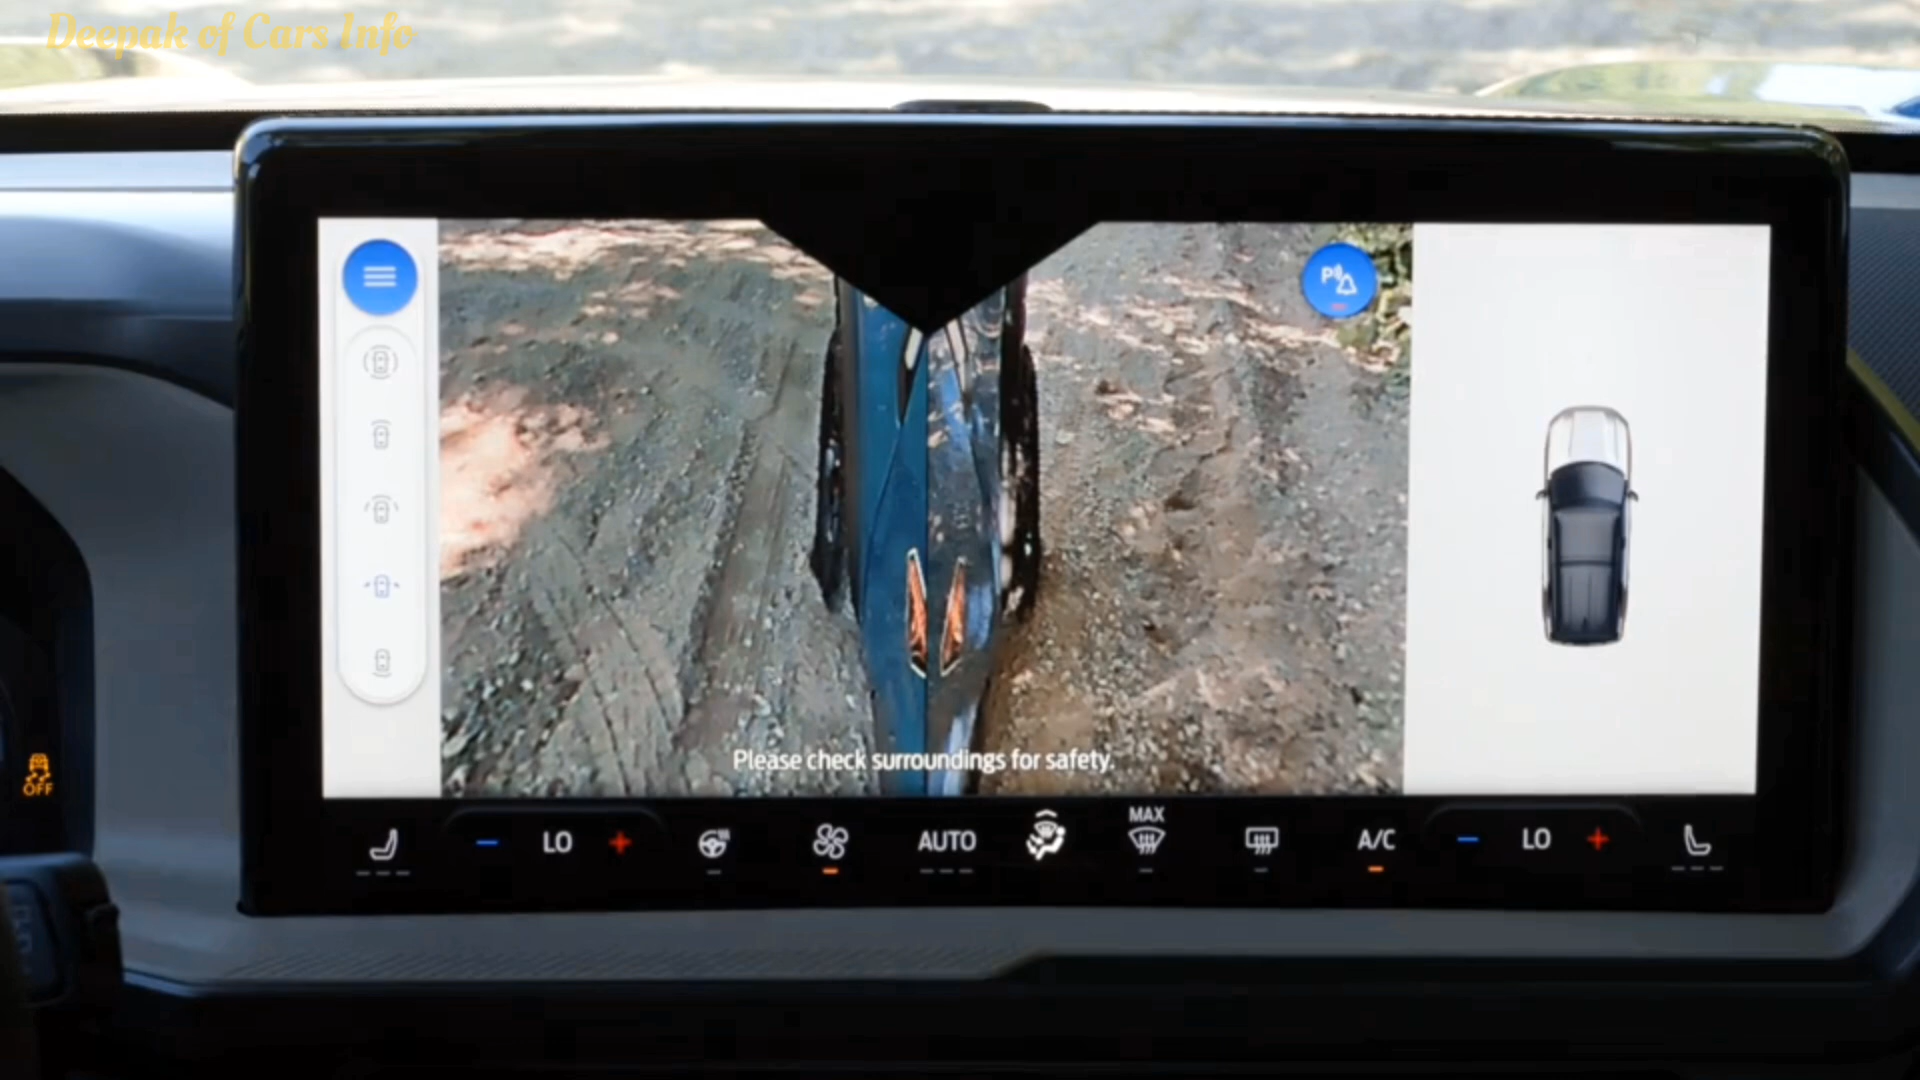 Deepak of Cars Info
P
Please check surroundings for safety.
OFF
MAX
LO
AUTO
A/C
LO